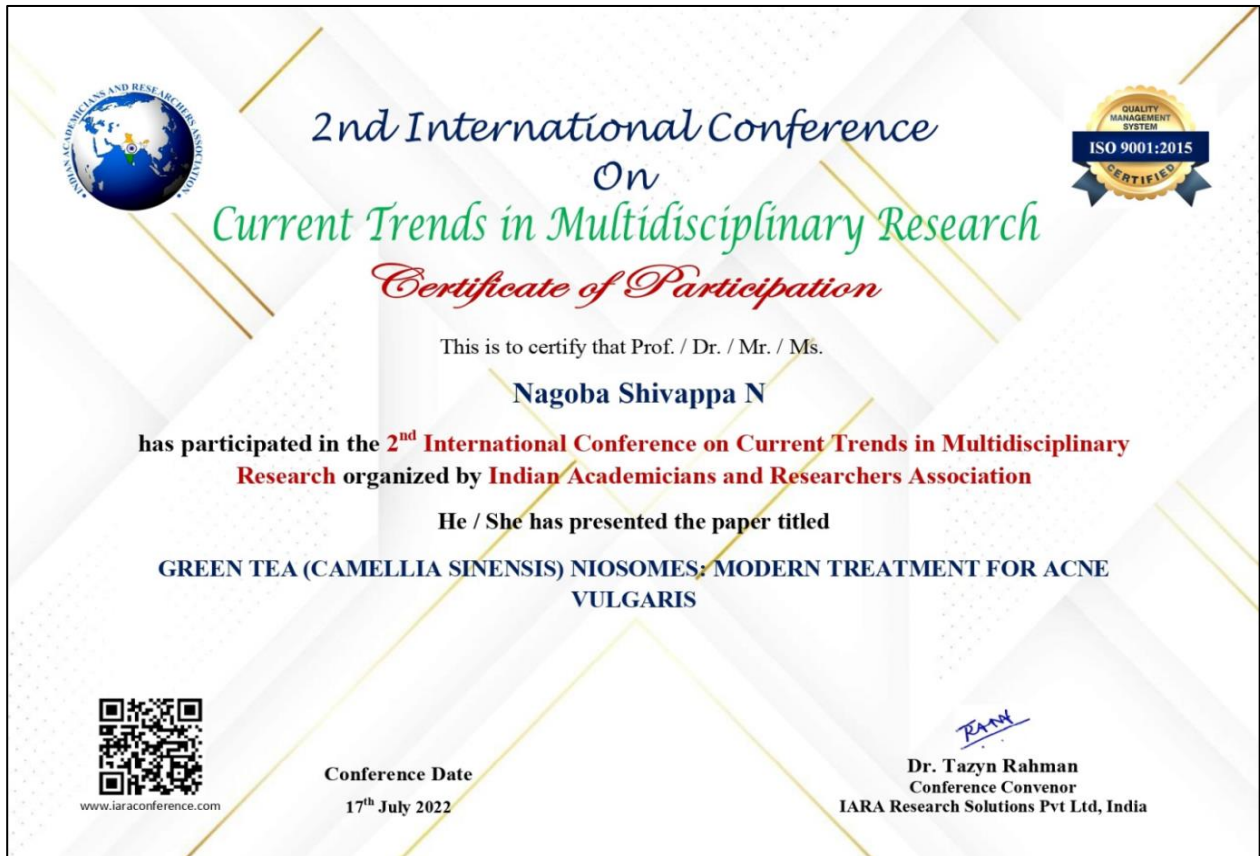 INDIAN ACADEMICIANS AND RESEARCHERS ASSOCIATION
2nd International Conference
On
Current Trends in Multidisciplinary Research
Certificate of Participation
QUALITY
MANAGEMENT
SYSTEM
ISO 9001:2015
CERTIFIED
This is to certify that Prof. / Dr. / Mr. / Ms.
Nagoba Shivappa N
has participated in the 2nd International Conference on Current Trends in Multidisciplinary
Research organized by Indian Academicians and Researchers Association
He / She has presented the paper titled
GREEN TEA (CAMELLIA SINENSIS) NIOSOMES: MODERN TREATMENT FOR ACNE
VULGARIS
www.iaraconference.com
Conference Date
17th July 2022
Dr. Tazyn Rahman
Conference Convenor
IARA Research Solutions Pvt Ltd, India